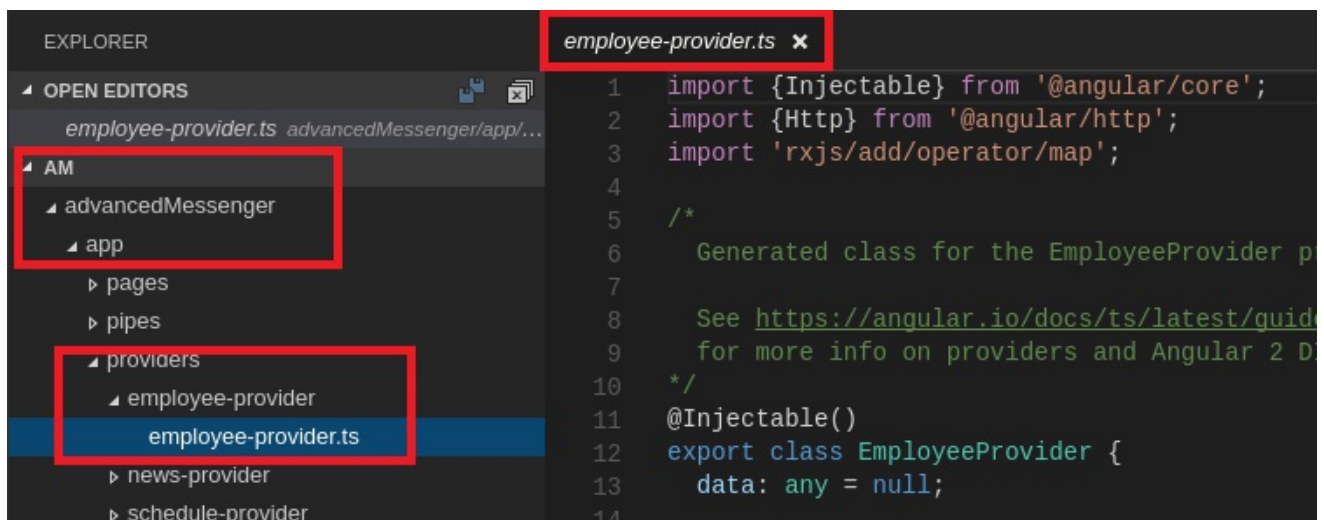 EXPLORER
OPEN EDITORS
employee-provider.ts advancedMessenger/app/...
AM
advancedMessenger
app
pages
pipes
providers
employee-provider
employee-provider.ts
news-provider
schedule-provider
employee-provider.ts ×
1 import {Injectable} from '@angular/core';
2 import {Http} from '@angular/http';
3 import 'rxjs/add/operator/map';
4
5 /*
6 Generated class for the EmployeeProvider
7
8 See https://angular.io/docs/ts/latest/guide
9 for more info on providers and Angular 2
10 */
11 @Injectable()
12 export class EmployeeProvider {
13 data: any = null;
14